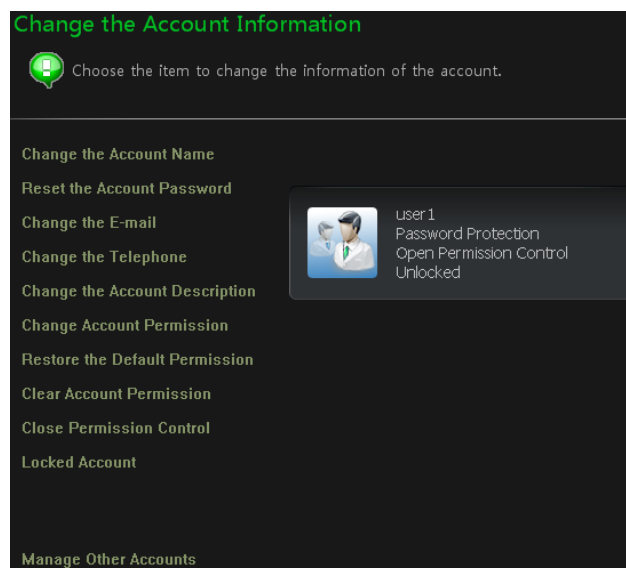 Change the Account Information
Choose the item to change the information of the account.
Change the Account Name
Reset the Account Password
Change the E-mail
Change the Telephone
Change the Account Description
Change Account Permission
Restore the Default Permission
Clear Account Permission
Close Permission Control
Locked Account
Manage Other Accounts
user1
Password Protection
Open Permission Control
Unlocked